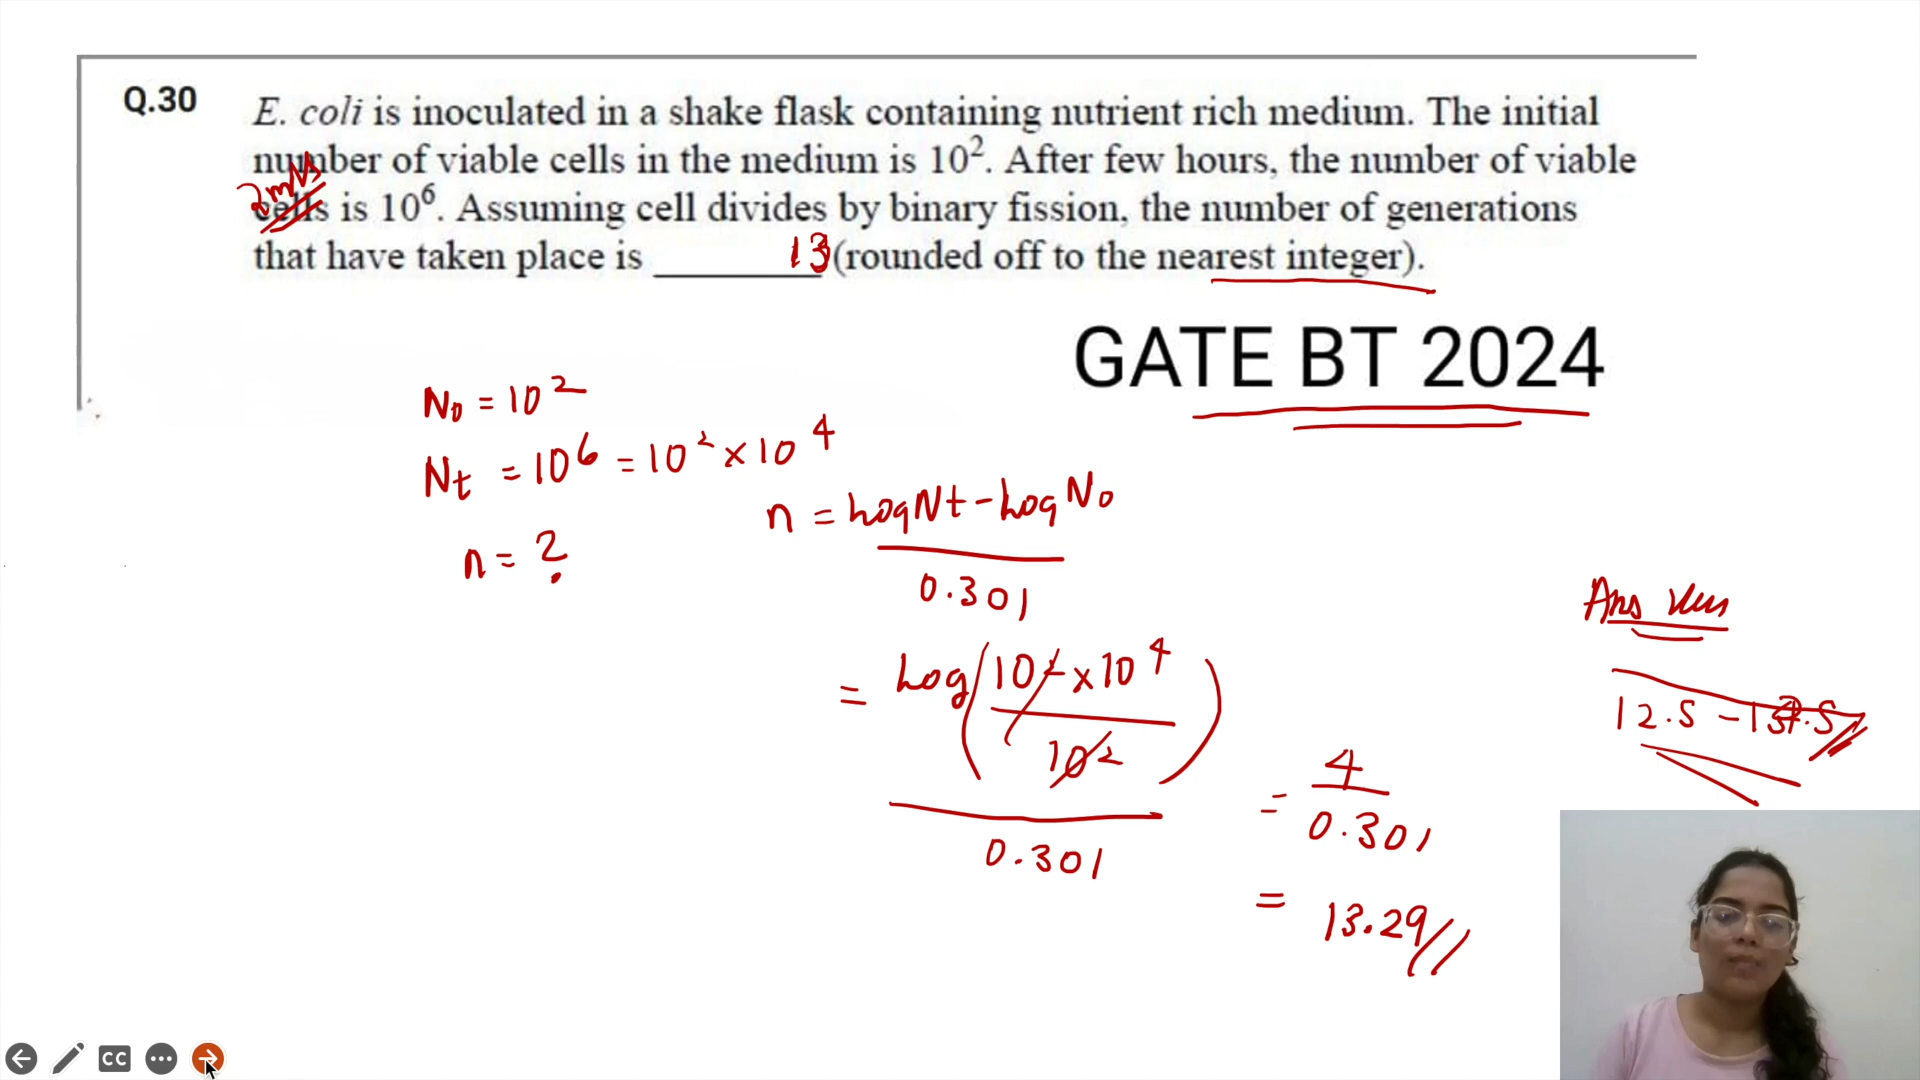 Q.30 E. coli is inoculated in a shake flask containing nutrient rich medium. The initial
number of viable cells in the medium is 10². After few hours, the number of viable
cells is 10⁶. Assuming cell divides by binary fission, the number of generations
that have taken place is ________ 13 (rounded off to the nearest integer).
GATE BT 2024
N₀ = 10²
Nt = 10⁶ = 10² × 10⁴
n = ?
n = log Nt - log N₀
0.301
= log (10² × 10⁴
10²)
0.301
= 4
0.301
= 13.29//
Ans
12.5 -
CC